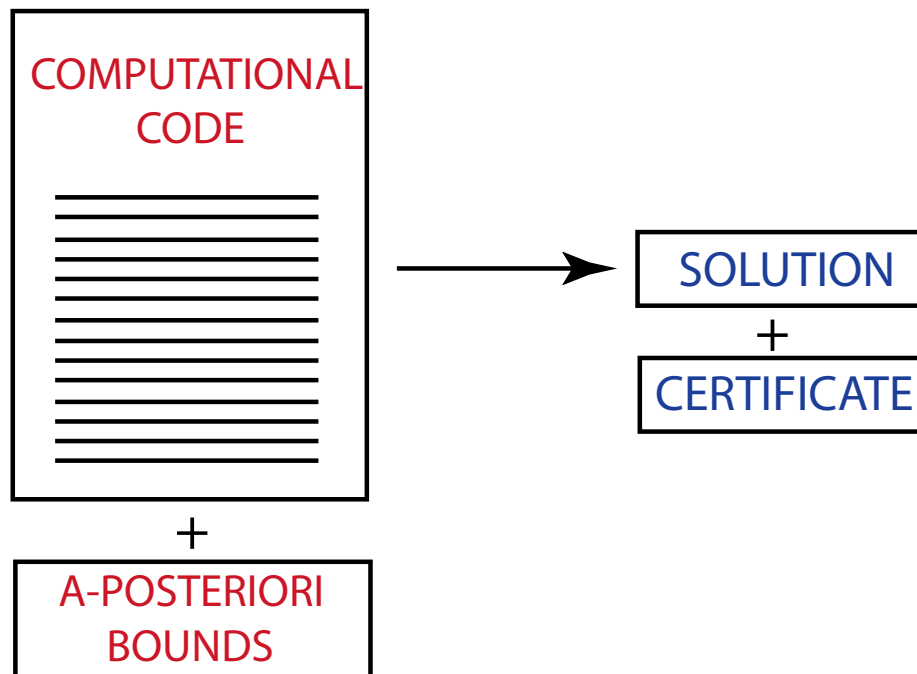 COMPUTATIONAL
CODE
+
A-POSTERIORI
BOUNDS
SOLUTION
+
CERTIFICATE